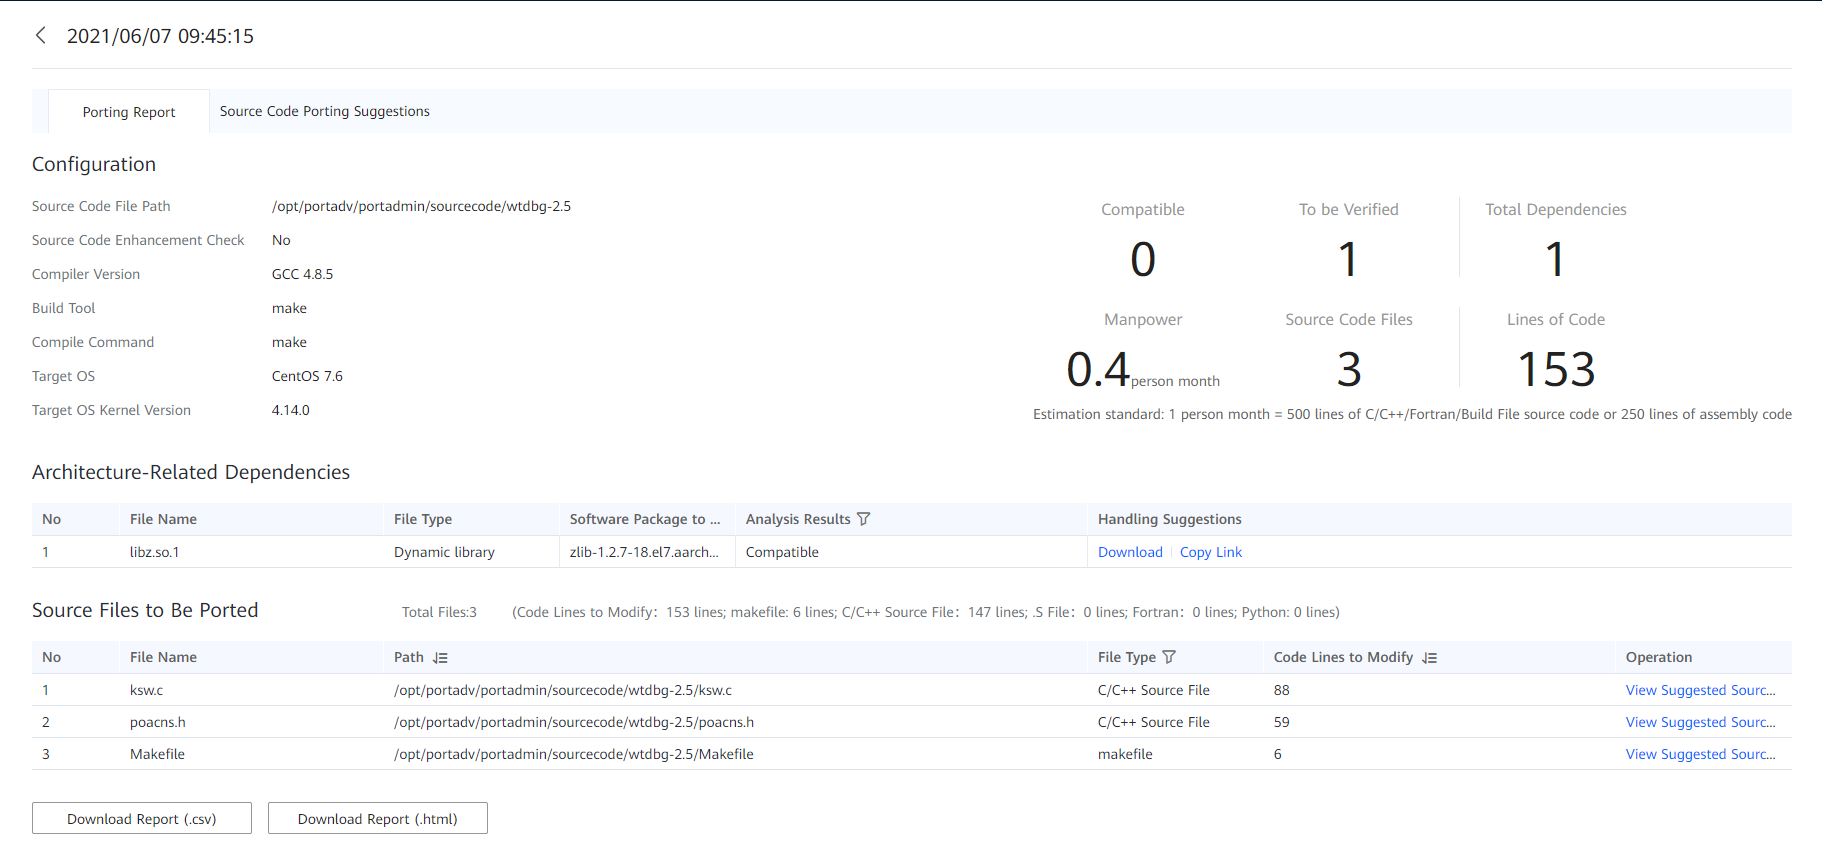 2021/06/07 09:45:15
Porting Report
Source Code Porting Suggestions
Configuration
Source Code File Path /opt/portadv/portadmin/sourcecode/wtdbg-2.5
Source Code Enhancement Check No
Compiler Version GCC 4.8.5
Build Tool make
Compile Command make
Target OS CentOS 7.6
Target OS Kernel Version 4.14.0
Compatible To be Verified Total Dependencies
0 1 1
Manpower Source Code Files Lines of Code
0.4 person month 3 153
Estimation standard: 1 person month = 500 lines of C/C++/Fortran/Build File source code or 250 lines of assembly code
Architecture-Related Dependencies
No File Name File Type Software Package to ... Analysis Results Handling Suggestions
1 libz.so.1 Dynamic library zlib-1.2.7-18.el7.aarch... Compatible Download Copy Link
Source Files to Be Ported Total Files:3 (Code Lines to Modify：153 lines; makefile: 6 lines; C/C++ Source File：147 lines; .S File：0 lines; Fortran：0 lines; Python: 0 lines)
No File Name Path File Type Code Lines to Modify Operation
1 ksw.c /opt/portadv/portadmin/sourcecode/wtdbg-2.5/ksw.c C/C++ Source File 88 View Suggested Sourc...
2 poacns.h /opt/portadv/portadmin/sourcecode/wtdbg-2.5/poacns.h C/C++ Source File 59 View Suggested Sourc...
3 Makefile /opt/portadv/portadmin/sourcecode/wtdbg-2.5/Makefile makefile 6 View Suggested Sourc...
Download Report (.csv) Download Report (.html)